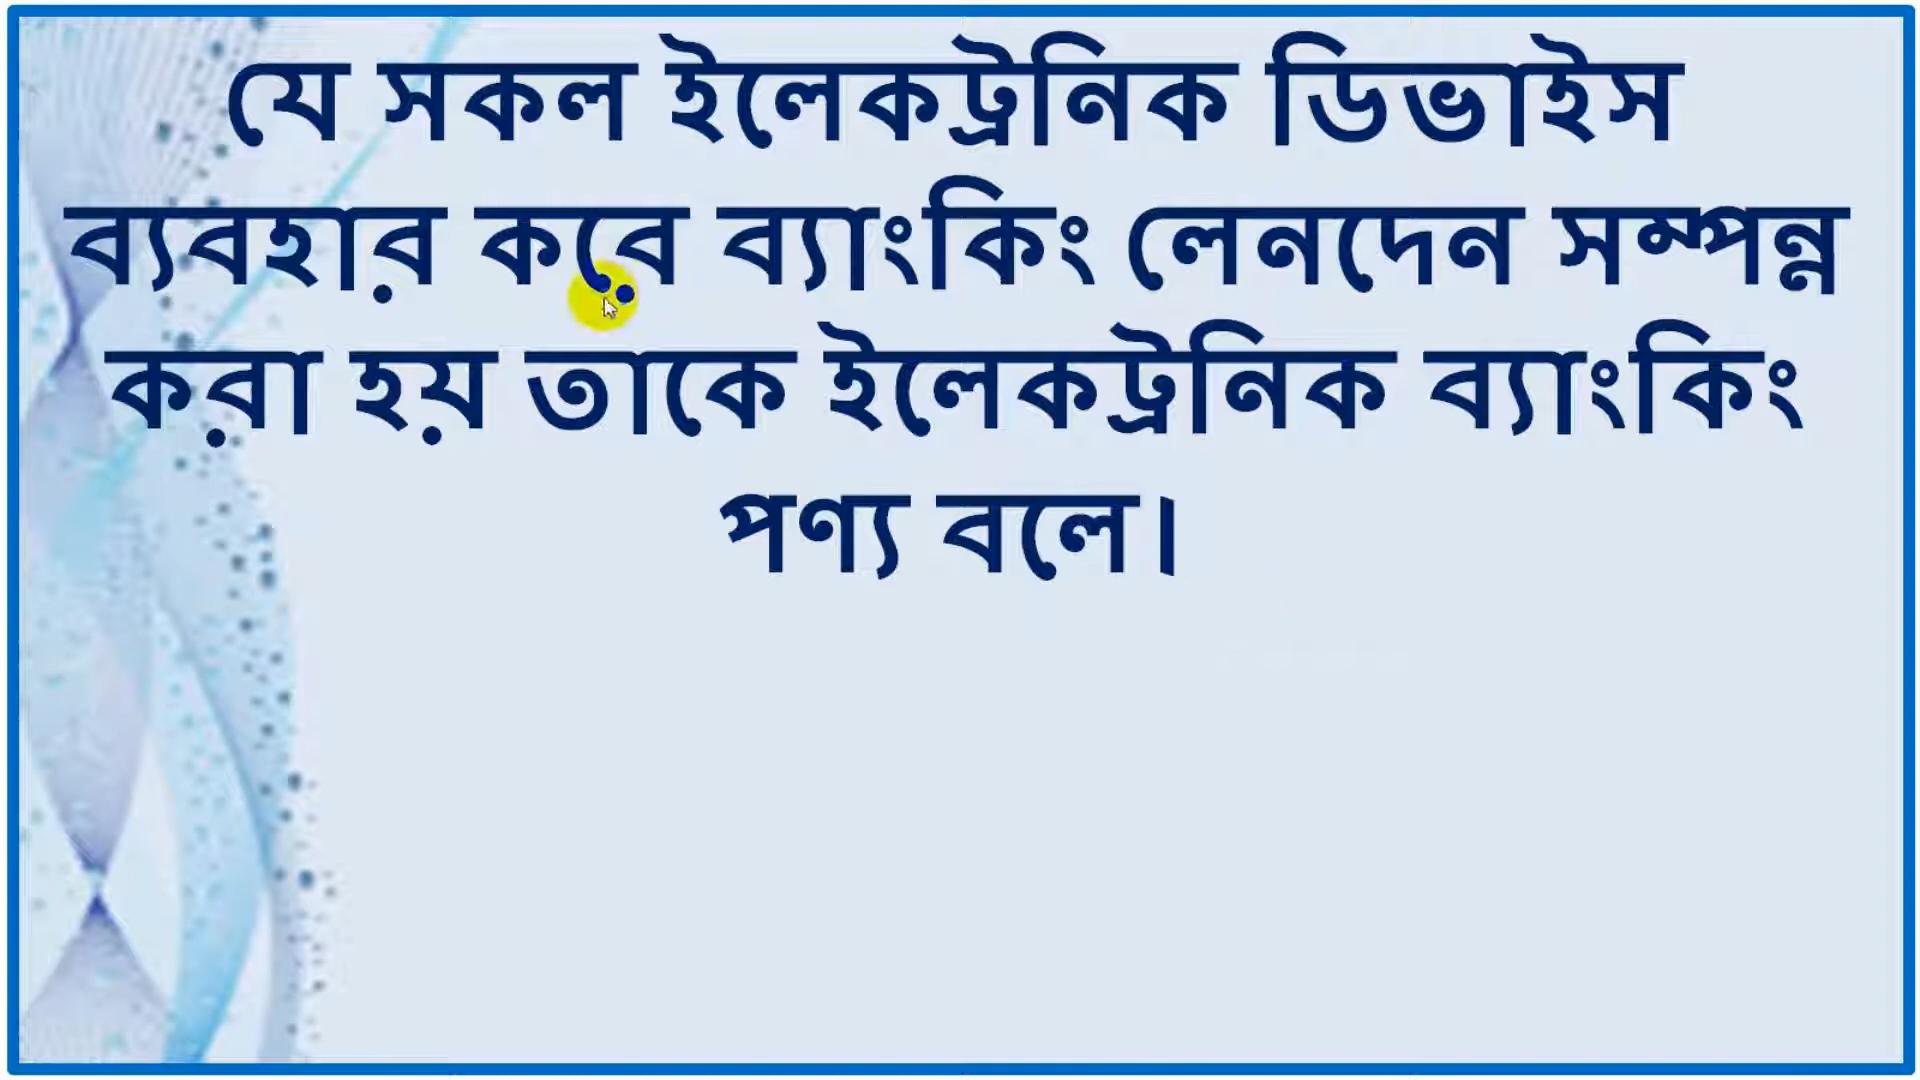 যে সকল ইলেকট্রনিক ডিভাইস
ব্যবহার করে ব্যাংকিং লেনদেন সম্পন্ন
করা হয় তাকে ইলেকট্রনিক ব্যাংকিং
পণ্য বলে।